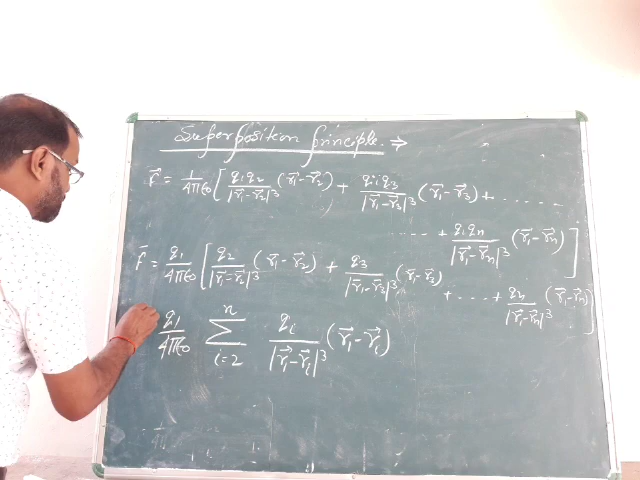 Superposition principle. →
F⃗ = 1/4πε₀ [ q₁q₂/|r⃗₁-r⃗₂|³ (r⃗₁-r⃗₂) + q₁q₃/|r⃗₁-r⃗₃|³ (r⃗₁-r⃗₃) + ......
.... + q₁qₙ/|r⃗₁-r⃗ₙ|³ (r⃗₁-r⃗ₙ) ]
F⃗ = q₁/4πε₀ [ q₂/|r⃗₁-r⃗₂|³ (r⃗₁-r⃗₂) + q₃/|r⃗₁-r⃗₃|³ (r⃗₁-r⃗₃)
+ .... + qₙ/|r⃗₁-r⃗ₙ|³ (r⃗₁-r⃗ₙ) ]
q₁/4πε₀ ∑ⁿᵢ₌₂ qᵢ/|r⃗₁-r⃗ᵢ|³ (r⃗₁-r⃗ᵢ)